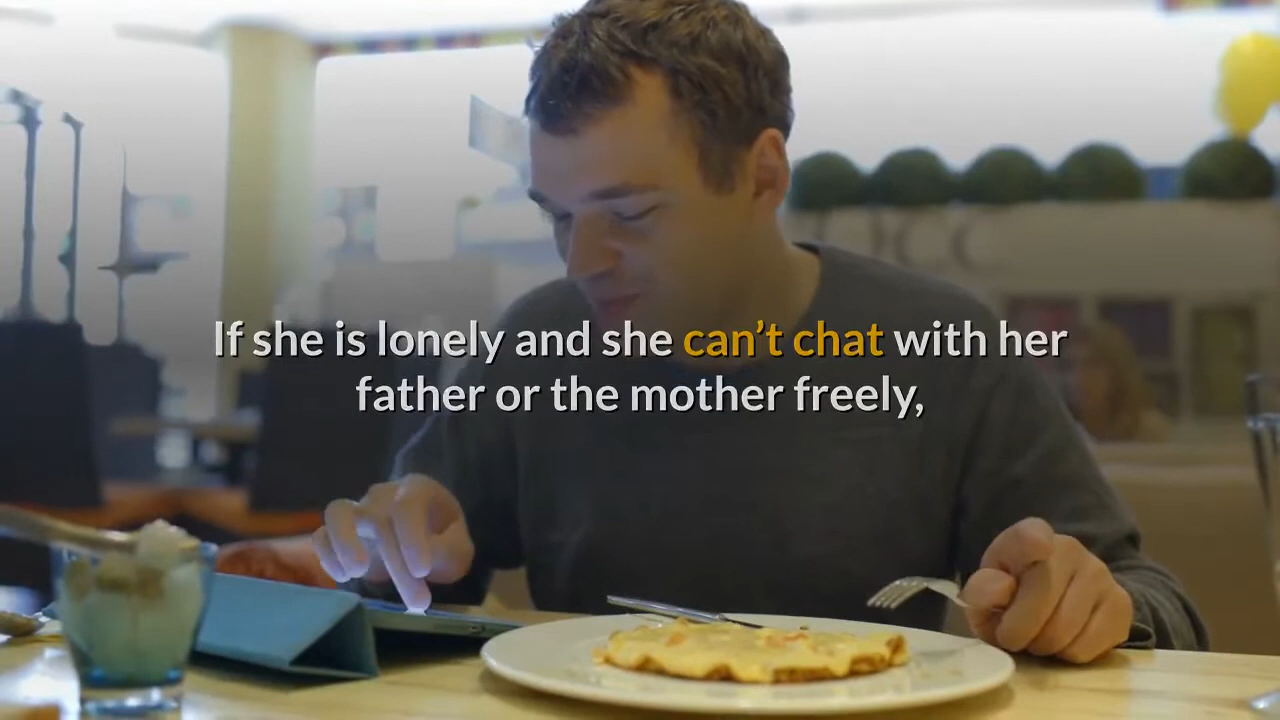 If she is lonely and she can’t chat with her
father or the mother freely,